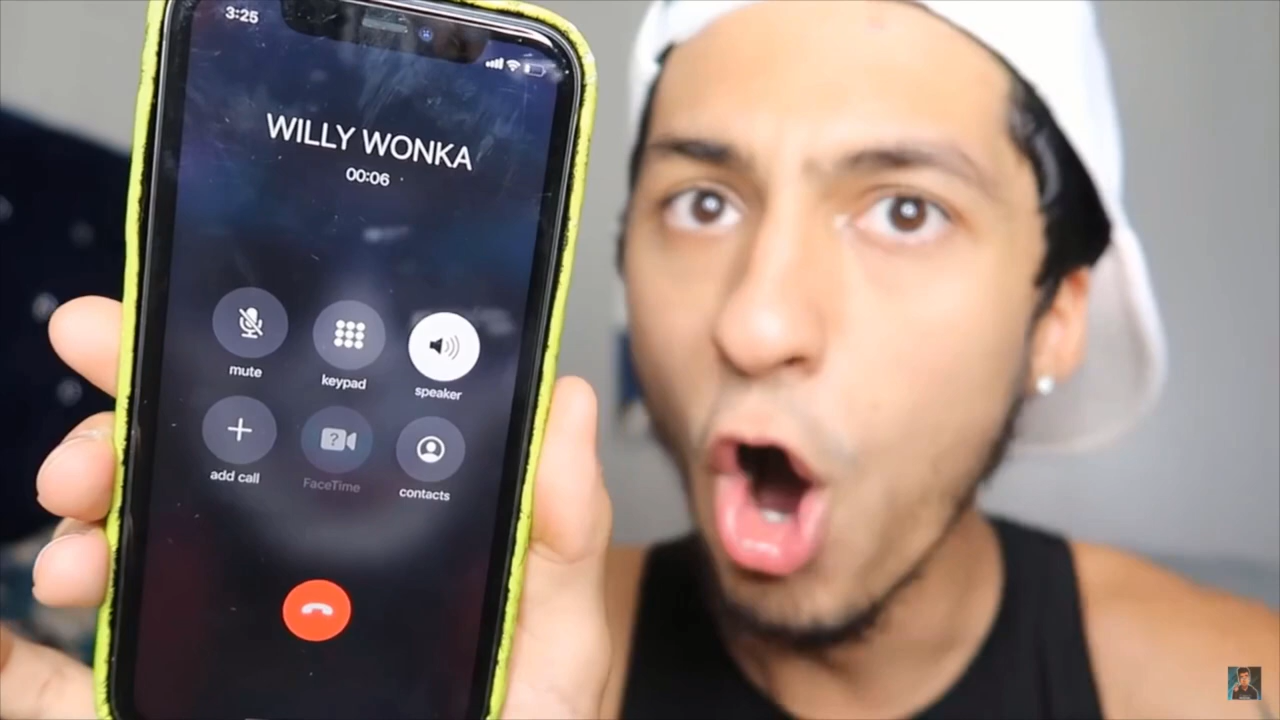 3:25
WILLY WONKA
00:06
mute
keypad
speaker
add call
FaceTime
contacts